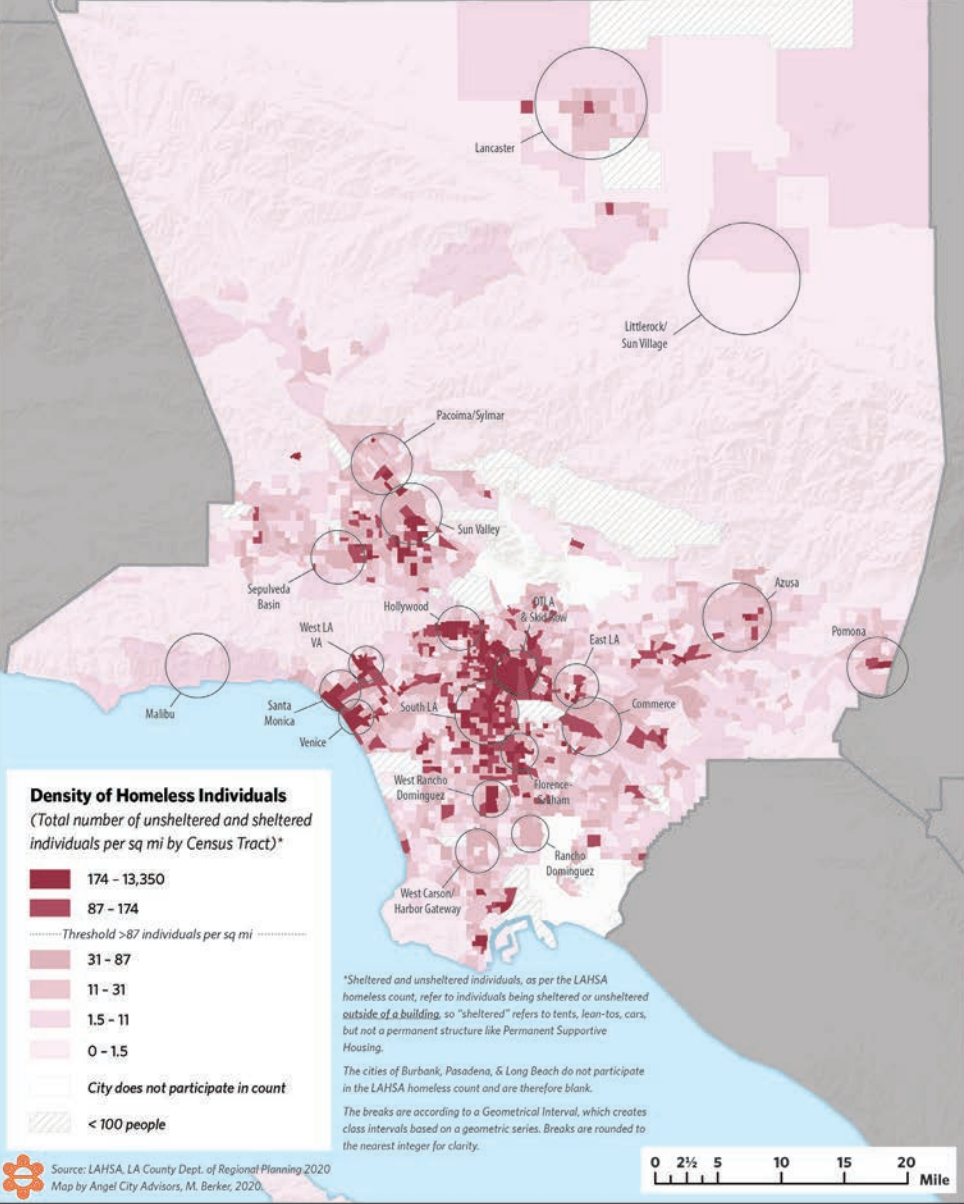 Lancaster
Littlerock/
Sun Village
Pacoima/Sylmar
Sun Valley
Sepulveda
Basin
Hollywood
DTLA
& Skid Row
Azusa
West LA
VA
East LA
Pomona
Malibu
Santa
Monica
South LA
Commerce
Venice
West Rancho
Dominguez
Florence-
Rancho
Dominguez
West Carson/
Harbor Gateway
Density of Homeless Individuals
(Total number of unsheltered and sheltered
individuals per sq mi by Census Tract)*
174 – 13,350
87 – 174
Threshold >87 individuals per sq mi
31 – 87
11 – 31
1.5 – 11
0 – 1.5
City does not participate in count
< 100 people
*Sheltered and unsheltered individuals, as per the LAHSA
homeless count, refer to individuals being sheltered or unsheltered
outside of a building, so “sheltered” refers to tents, lean-tos, cars,
but not a permanent structure like Permanent Supportive
Housing.
The cities of Burbank, Pasadena, & Long Beach do not participate
in the LAHSA homeless count and are therefore blank.
The breaks are according to a Geometrical Interval, which creates
class intervals based on a geometric series. Breaks are rounded to
the nearest integer for clarity.
Source: LAHSA, LA County Dept. of Regional Planning 2020
Map by Angel City Advisors, M. Berker, 2020.
0 2½ 5 10 15 20
Mile